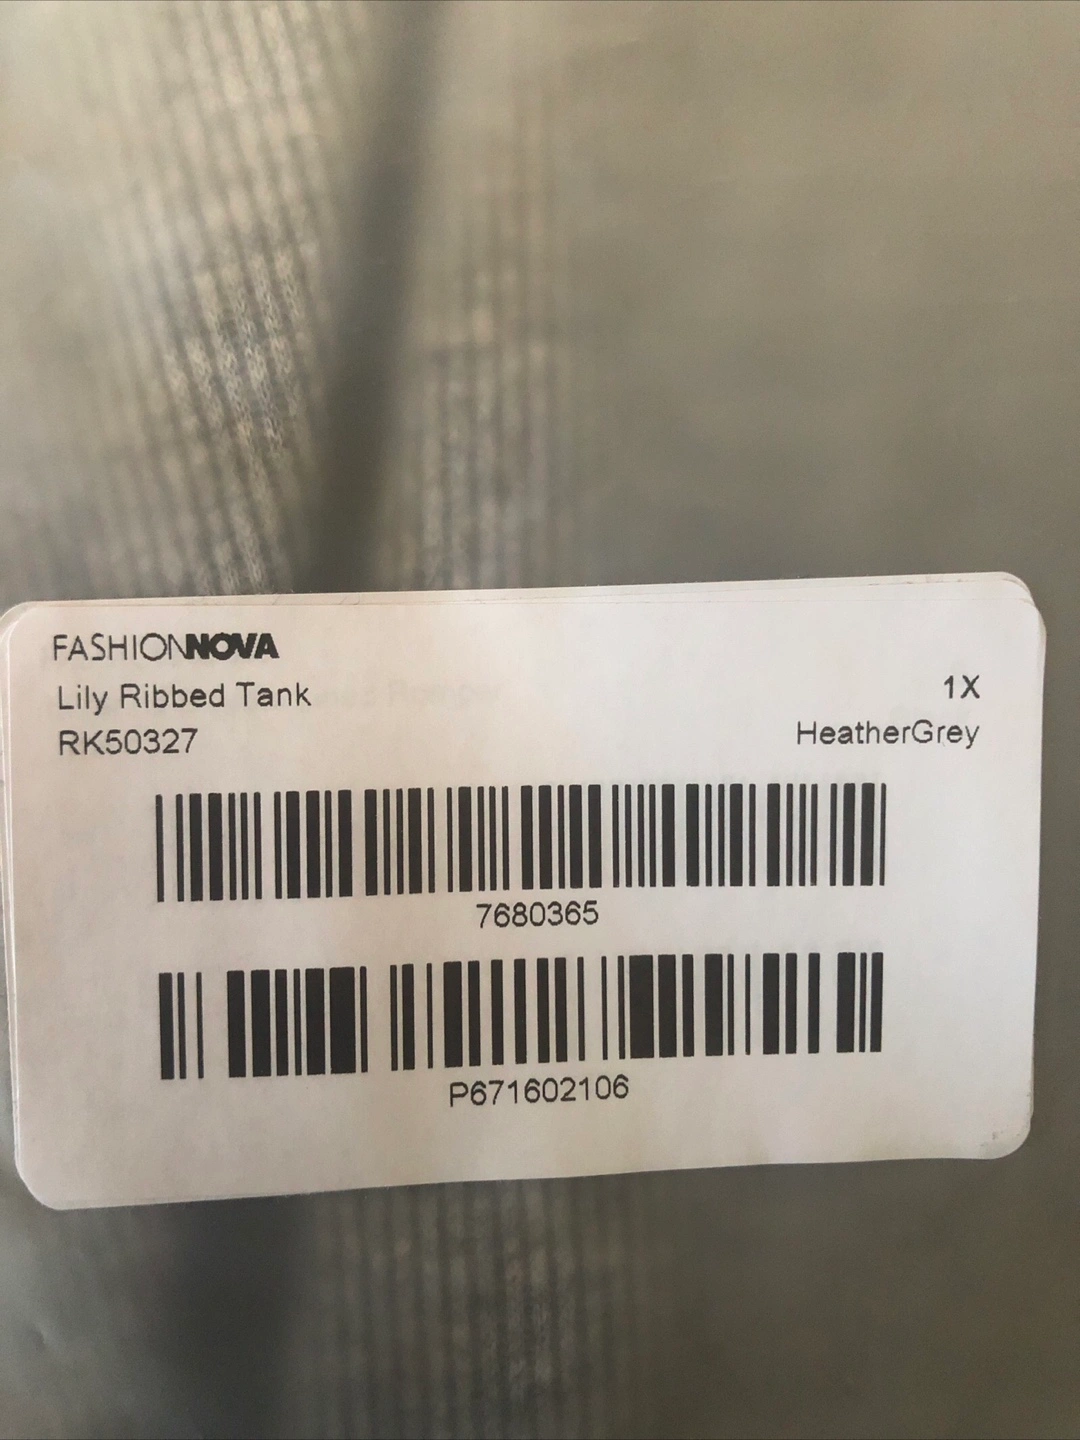 FASHIONNOVA
Lily Ribbed Tank
1X
RK50327
HeatherGrey
7680365
P671602106